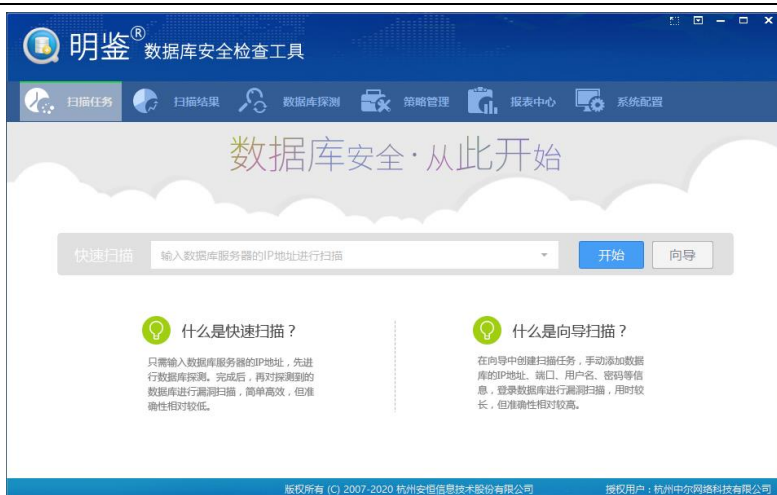 明鉴®数据库安全检查工具
扫描任务 扫描结果 数据库探测 策略管理 报表中心 系统配置
数据库安全·从此开始
快速扫描 输入数据库服务器的IP地址进行扫描 开始 向导
什么是快速扫描？
只需输入数据库服务器的IP地址，先进
行数据库探测。完成后，再对探测到的
数据库进行漏洞扫描，简单高效，但准
确性相对较低。
什么是向导扫描？
在向导中创建扫描任务，手动添加数据
库的IP地址、端口、用户名、密码等信
息，登录数据库进行漏洞扫描，用时较
长，但准确性相对较高。
版权所有 (C) 2007-2020 杭州安恒信息技术股份有限公司 授权用户：杭州中尔网络科技有限公司